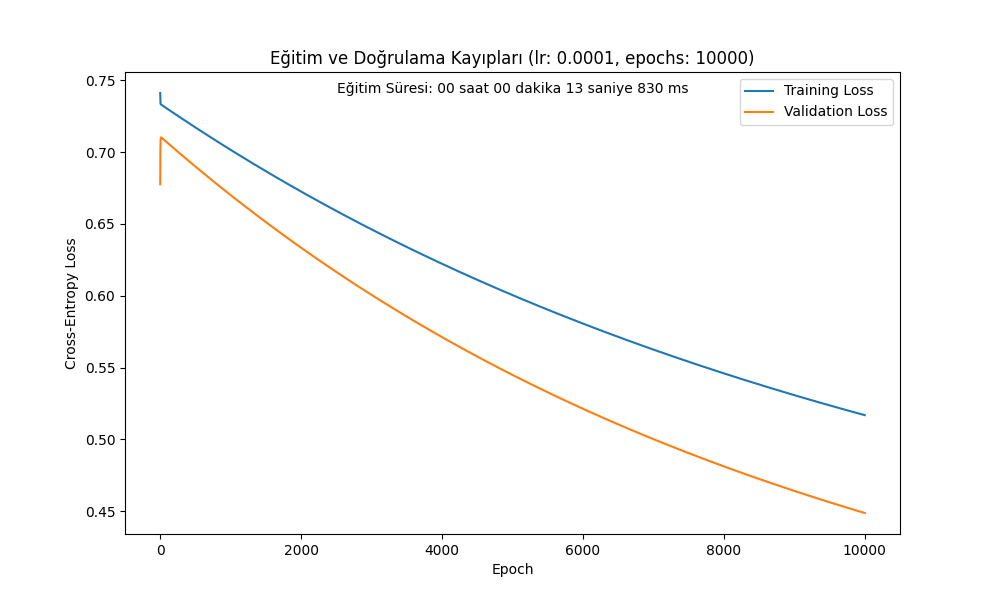 Eğitim ve Doğrulama Kayıpları (lr: 0.0001, epochs: 10000)
Eğitim Süresi: 00 saat 00 dakika 13 saniye 830 ms
Training Loss
Validation Loss
Cross-Entropy Loss
0.75
0.70
0.65
0.60
0.55
0.50
0.45
0
2000
4000
6000
8000
10000
Epoch